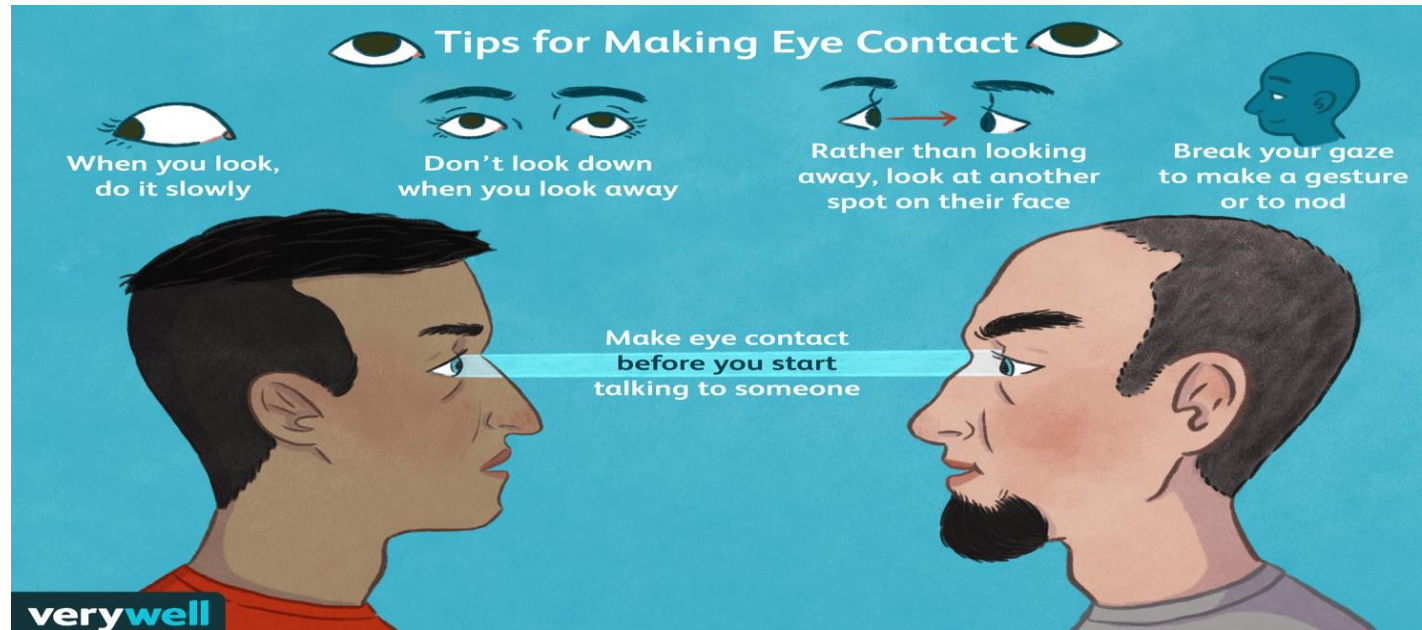 Tips for Making Eye Contact
When you look,
do it slowly
Don't look down
when you look away
Rather than looking
away, look at another
spot on their face
Break your gaze
to make a gesture
or to nod
Make eye contact
before you start
talking to someone
verywell